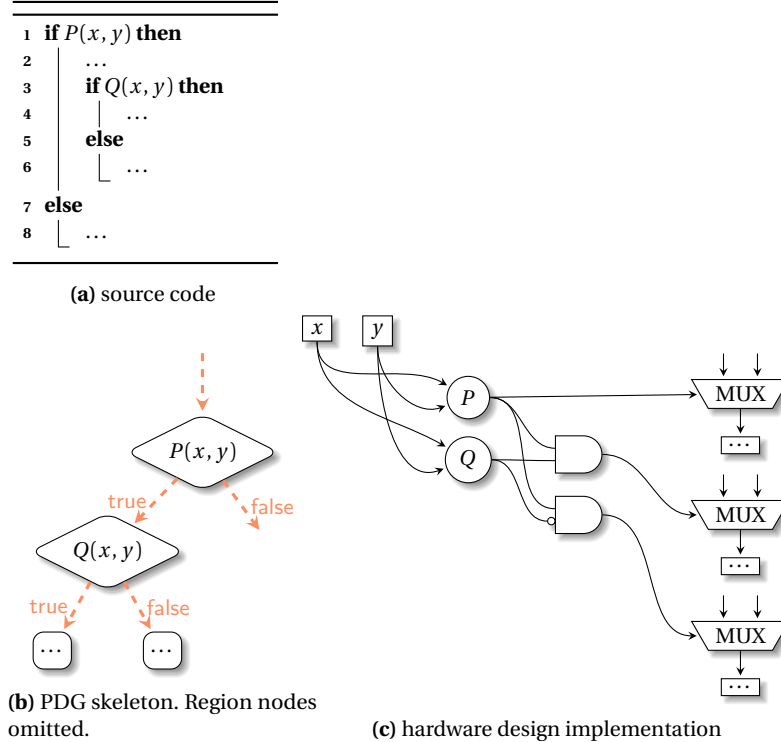 1 if P(x, y) then
2 ...
3 if Q(x, y) then
4 ...
5 else
6 ...
7 else
8 ...
(a) source code
P(x, y)
true false
Q(x, y)
true false
... ...
(b) PDG skeleton. Region nodes
omitted.
x y
P
MUX
...
Q
MUX
...
MUX
...
(c) hardware design implementation